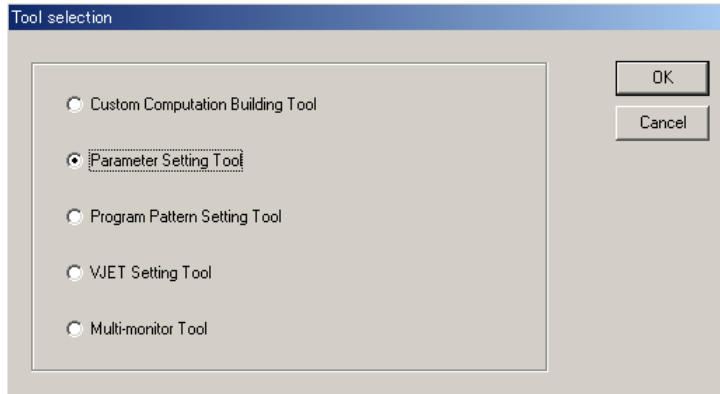 Tool selection
Custom Computation Building Tool
Parameter Setting Tool
Program Pattern Setting Tool
VJET Setting Tool
Multi-monitor Tool
OK
Cancel